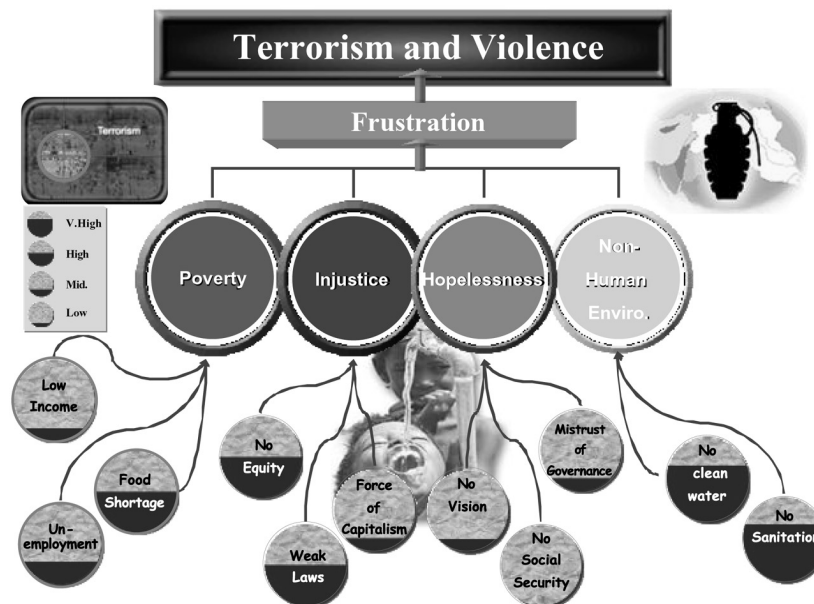 Terrorism and Violence
Frustration
Terrorism
V.High
High
Mid.
Low
Poverty
Injustice
Hopelessness
Non-
Human
Enviro.
Low
Income
Un-
employment
Food
Shortage
No
Equity
Weak
Laws
Force
of
Capitalism
No
Vision
No
Social
Security
Mistrust
of
Governance
No
clean
water
No
Sanitation